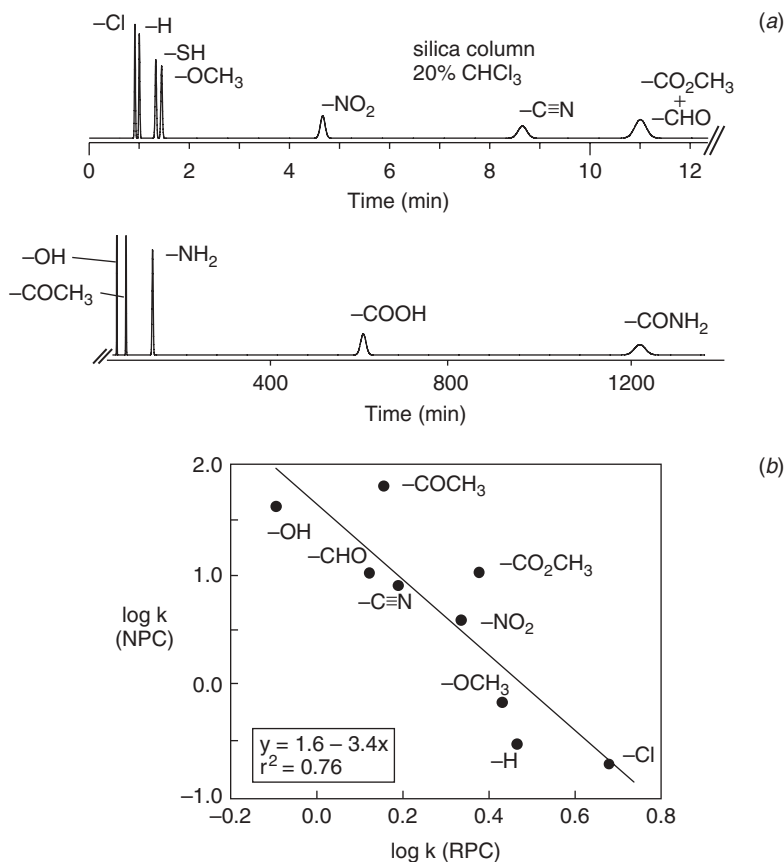 (a)
–Cl
–H
–SH
–OCH₃
silica column
20% CHCl₃
–NO₂
–C≡N
–CO₂CH₃
+
–CHO
0 2 4 6 8 10 12
Time (min)
–OH
–COCH₃
–NH₂
–COOH
–CONH₂
400 800 1200
Time (min)
(b)
2.0
1.0
0.0
–1.0
log k
(NPC)
–COCH₃
–OH
–CHO
–CO₂CH₃
–C≡N
–NO₂
–OCH₃
–H
–Cl
y = 1.6 – 3.4x
r² = 0.76
–0.2 0.0 0.2 0.4 0.6 0.8
log k (RPC)